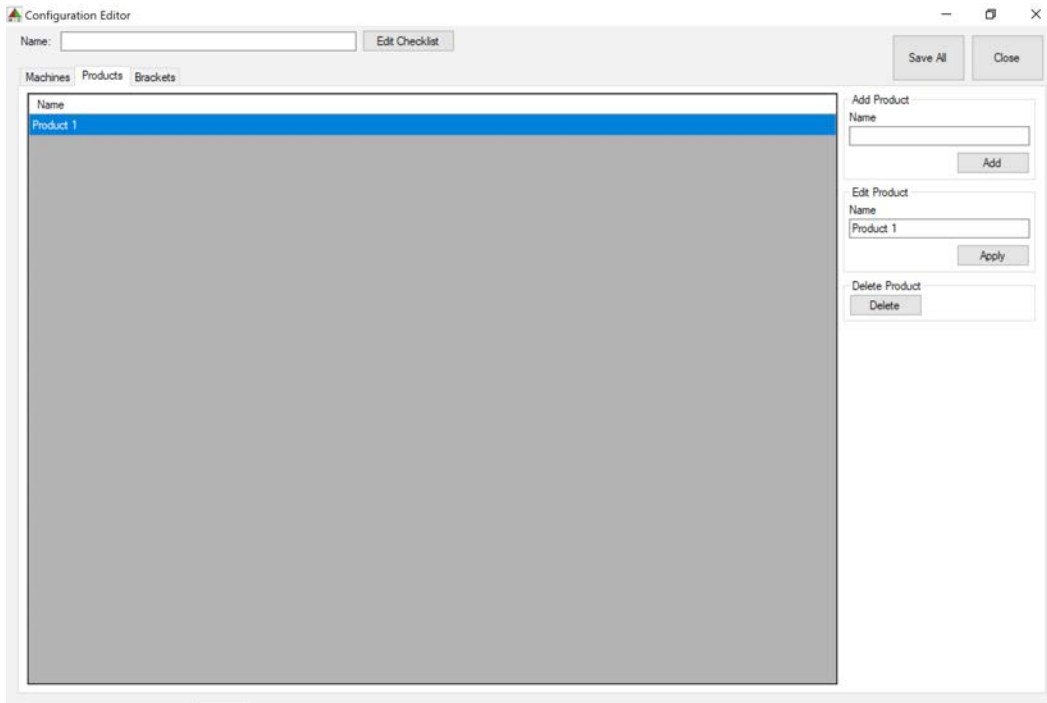 Configuration Editor
Name:
Edit Checklist
Save All
Close
Machines
Products
Brackets
Name
Product 1
Add Product
Name
Add
Edit Product
Name
Product 1
Apply
Delete Product
Delete